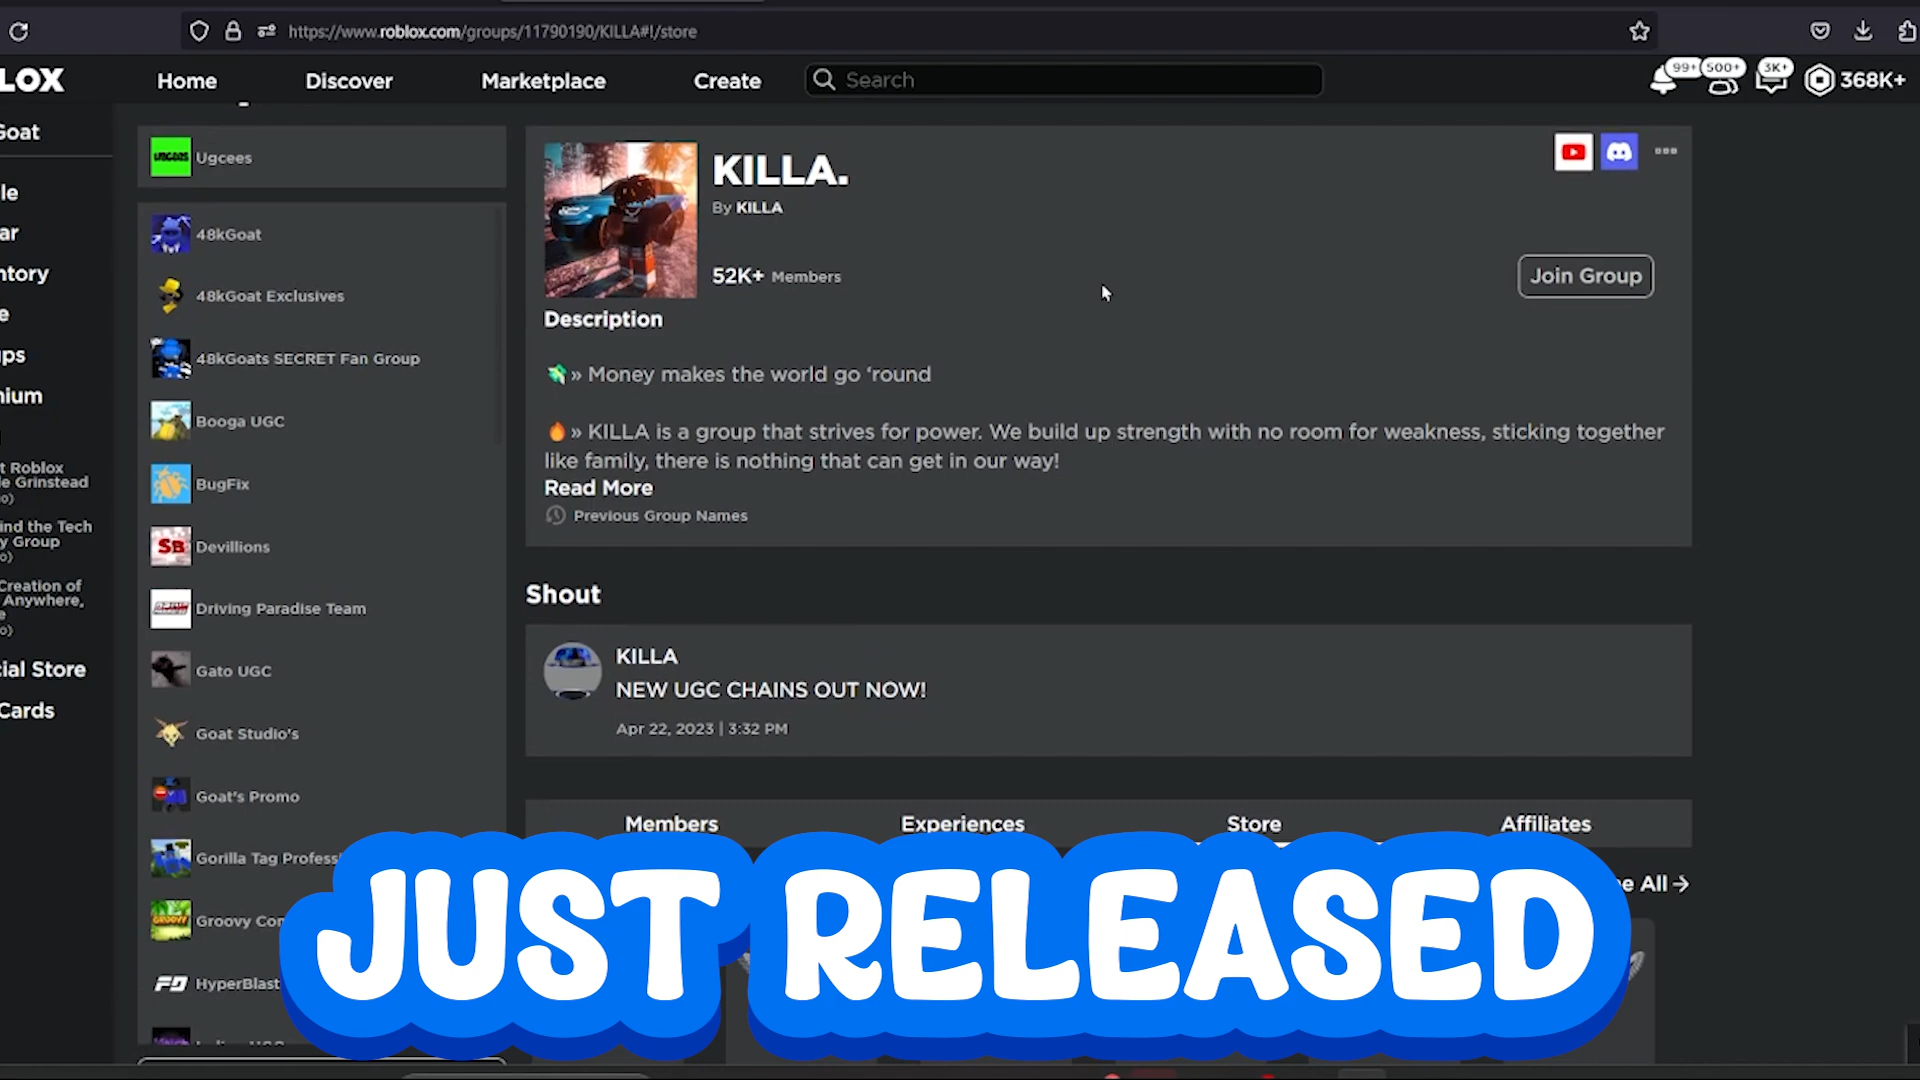 https://www.roblox.com/groups/11790190/KILLA#!/store
LOX
Home
Discover
Marketplace
Create
Search
99+
500+
3K+
368K+
Goat
le
ar
ntory
e
ps
nium
t Roblox
le Grinstead
o)
ind the Tech
y Group
o)
Creation of
Anywhere,
e
o)
ial Store
Cards
UGCEES
Ugcees
48kGoat
48kGoat Exclusives
48kGoats SECRET Fan Group
Booga UGC
BugFix
SB
Devillions
Driving Paradise Team
Gato UGC
Goat Studio's
Goat's Promo
Gorilla Tag Profess
GROOVY
Groovy Con
HyperBlast
KILLA.
By KILLA
52K+ Members
Join Group
Description
» Money makes the world go ‘round
» KILLA is a group that strives for power. We build up strength with no room for weakness, sticking together
like family, there is nothing that can get in our way!
Read More
Previous Group Names
Shout
KILLA
NEW UGC CHAINS OUT NOW!
Apr 22, 2023 | 3:32 PM
Members
Experiences
Store
Affiliates
e All
JUST RELEASED